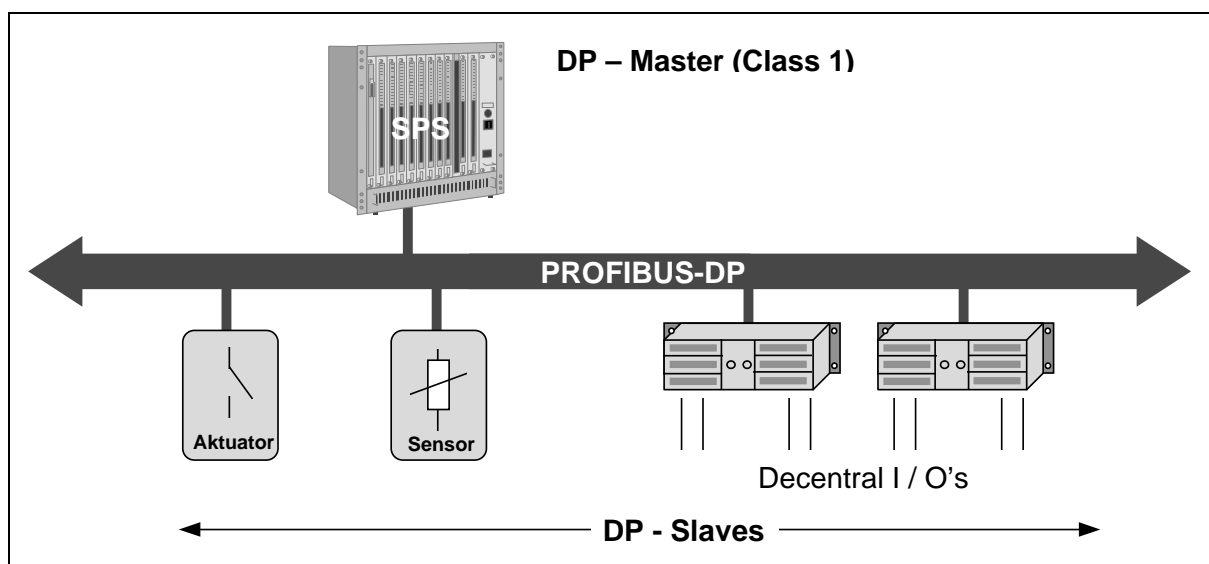 DP – Master (Class 1)
SPS
PROFIBUS-DP
Aktuator
Sensor
Decentral I / O's
DP - Slaves